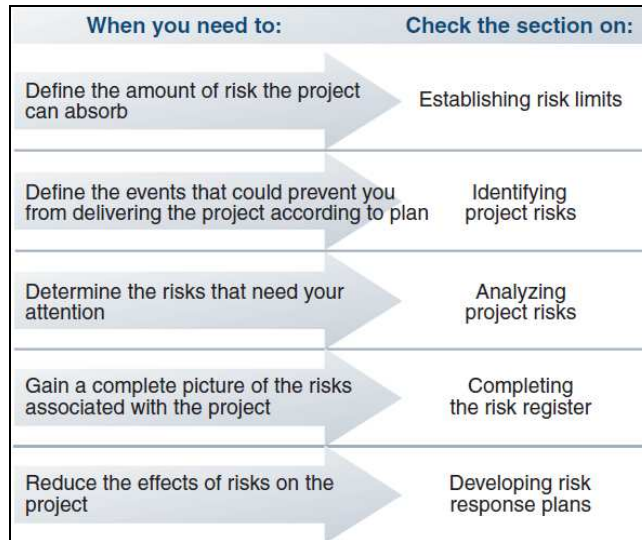 When you need to:
Check the section on:
Define the amount of risk the project
can absorb
Establishing risk limits
Define the events that could prevent you
from delivering the project according to plan
Identifying
project risks
Determine the risks that need your
attention
Analyzing
project risks
Gain a complete picture of the risks
associated with the project
Completing
the risk register
Reduce the effects of risks on the
project
Developing risk
response plans